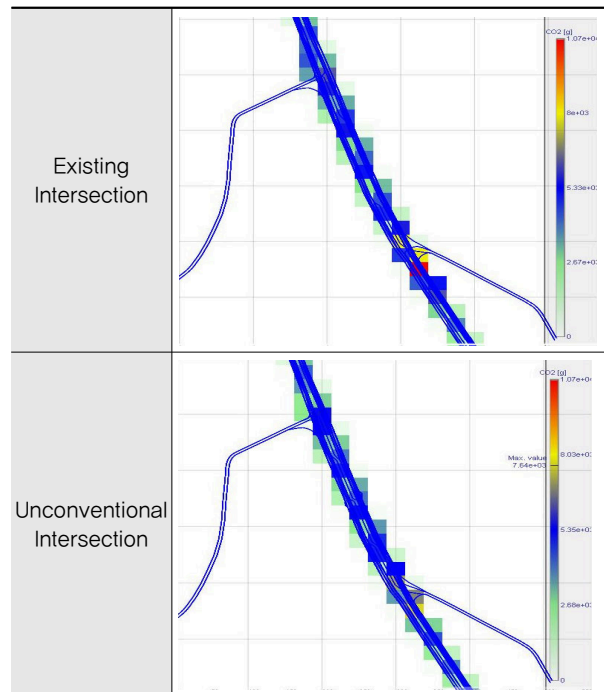 Existing
Intersection
CO2 [g]
1.07e+04
8e+03
5.33e+03
2.67e+03
0
Unconventional
Intersection
CO2 [g]
1.07e+04
8.03e+03
Max. value
7.64e+03
5.35e+03
2.68e+03
0